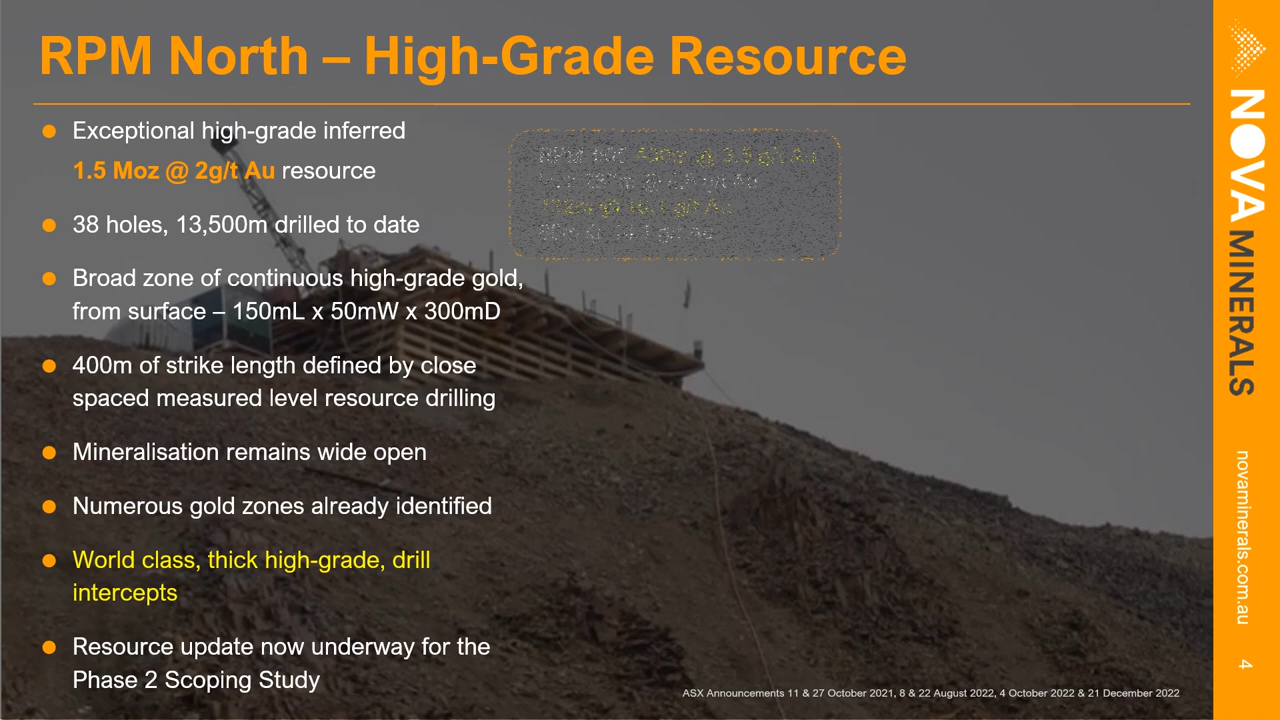 RPM North – High-Grade Resource
Exceptional high-grade inferred
1.5 Moz @ 2g/t Au resource
38 holes, 13,500m drilled to date
Broad zone of continuous high-grade gold,
from surface – 150mL x 50mW x 300mD
400m of strike length defined by close
spaced measured level resource drilling
Mineralisation remains wide open
Numerous gold zones already identified
World class, thick high-grade, drill
intercepts
Resource update now underway for the
Phase 2 Scoping Study
ASX Announcements 11 & 27 October 2021, 8 & 22 August 2022, 4 October 2022 & 21 December 2022
NOVA MINERALS
novaminerals.com.au
4